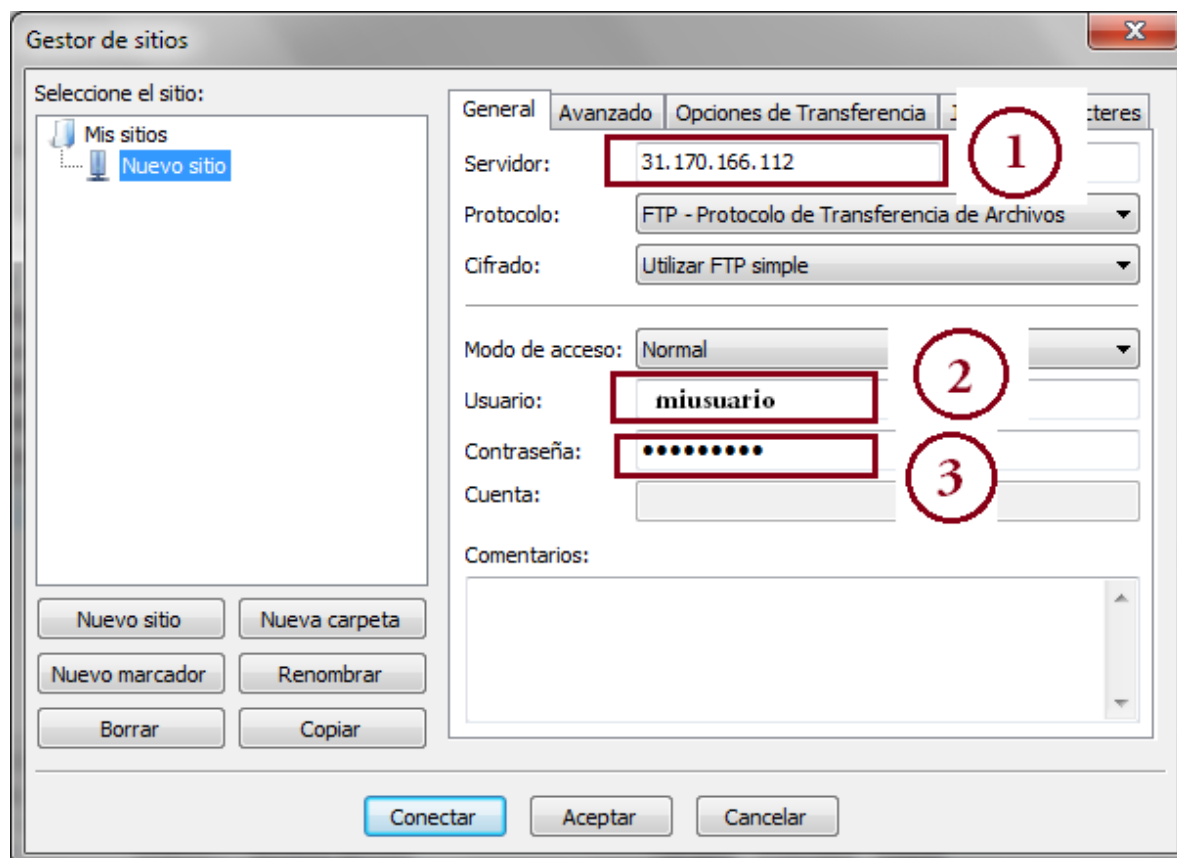 Gestor de sitios
Seleccione el sitio:
Mis sitios
Nuevo sitio
General Avanzado Opciones de Transferencia
Servidor: 31.170.166.112
1
Protocolo: FTP - Protocolo de Transferencia de Archivos
Cifrado: Utilizar FTP simple
Modo de acceso: Normal
2
Usuario: miusuario
Contraseña: •••••••••
3
Cuenta:
Comentarios:
Nuevo sitio Nueva carpeta
Nuevo marcador Renombrar
Borrar Copiar
Conectar Aceptar Cancelar